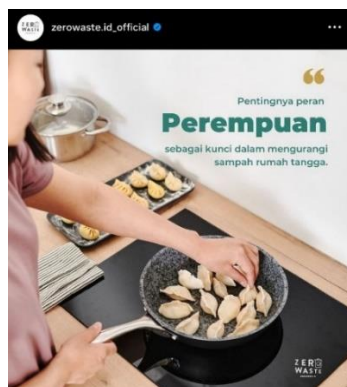 ZERO
WASTE
zerowaste.id_official
Pentingnya peran
Perempuan
sebagai kunci dalam mengurangi
sampah rumah tangga.
ZERO
WASTE